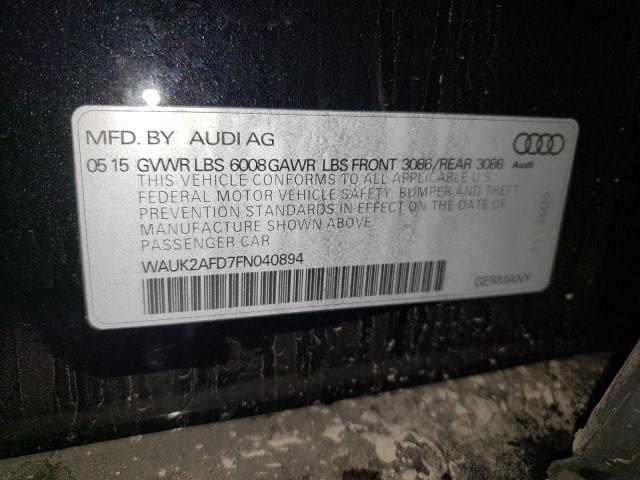 MFD. BY AUDI AG
05 15 GVWR LBS 6008 GAWR LBS FRONT 3086/REAR 3086
Audi
THIS VEHICLE CONFORMS TO ALL APPLICABLE U.S.
FEDERAL MOTOR VEHICLE SAFETY, BUMPER AND THEFT
PREVENTION STANDARDS IN EFFECT ON THE DATE OF
MANUFACTURE SHOWN ABOVE.
PASSENGER CAR
WAUK2AFD7FN040894
GERMANY
2113509